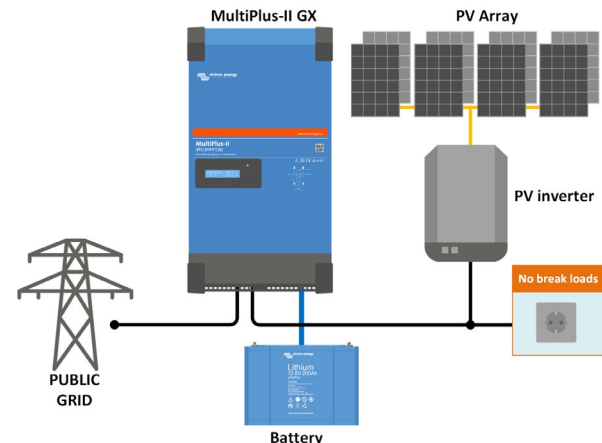 MultiPlus-II GX
PV Array
victron energy
MultiPlus-II
PV inverter
No break loads
PUBLIC
GRID
Lithium
12,8V-200Ah
Battery